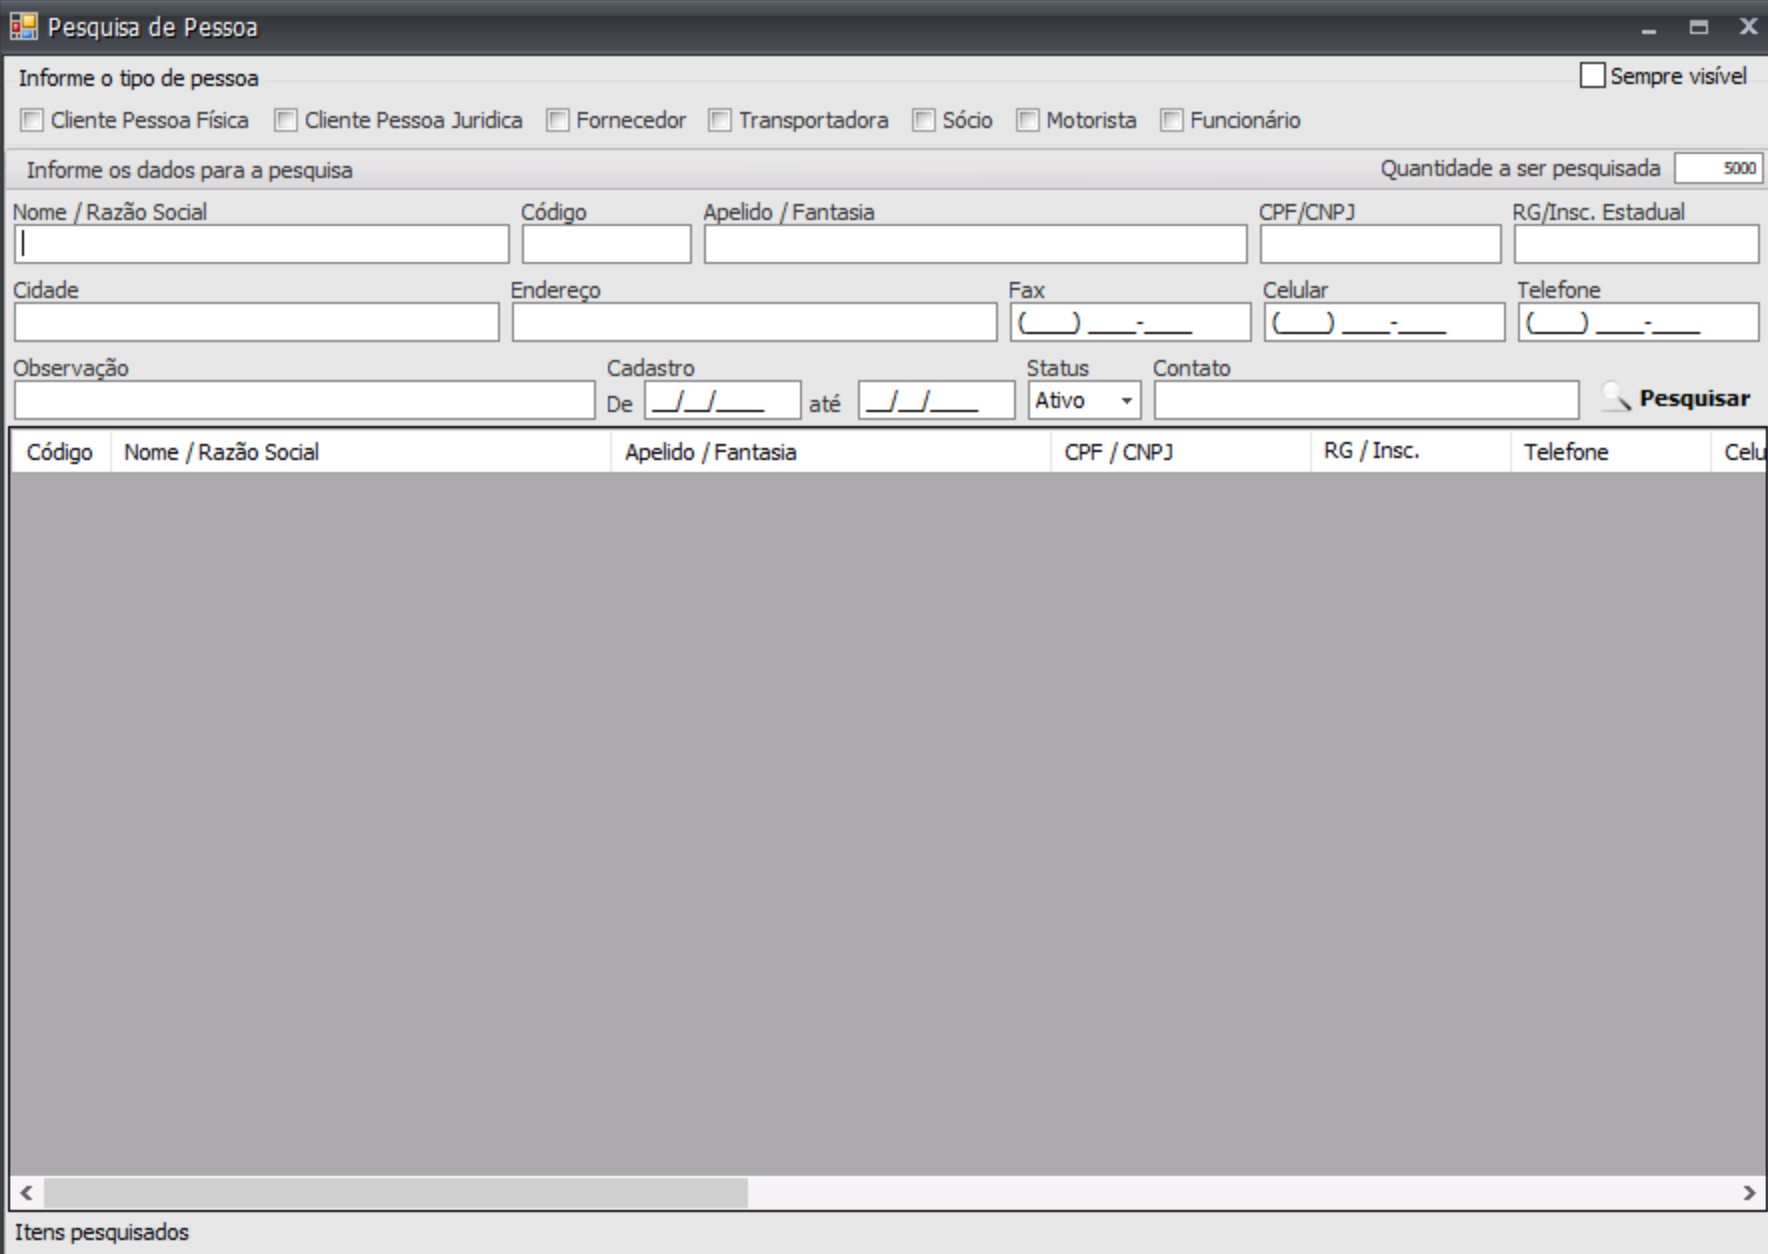 Pesquisa de Pessoa
Informe o tipo de pessoa Sempre visível
Cliente Pessoa Física Cliente Pessoa Juridica Fornecedor Transportadora Sócio Motorista Funcionário
Informe os dados para a pesquisa Quantidade a ser pesquisada 5000
Nome / Razão Social Código Apelido / Fantasia CPF/CNPJ RG/Insc. Estadual
Cidade Endereço Fax Celular Telefone
(___) ____-____ (___) ____-____ (___) ____-____
Observação Cadastro Status Contato
De __/__/____ até __/__/____ Ativo Pesquisar
Código Nome / Razão Social Apelido / Fantasia CPF / CNPJ RG / Insc. Telefone Celu
Itens pesquisados